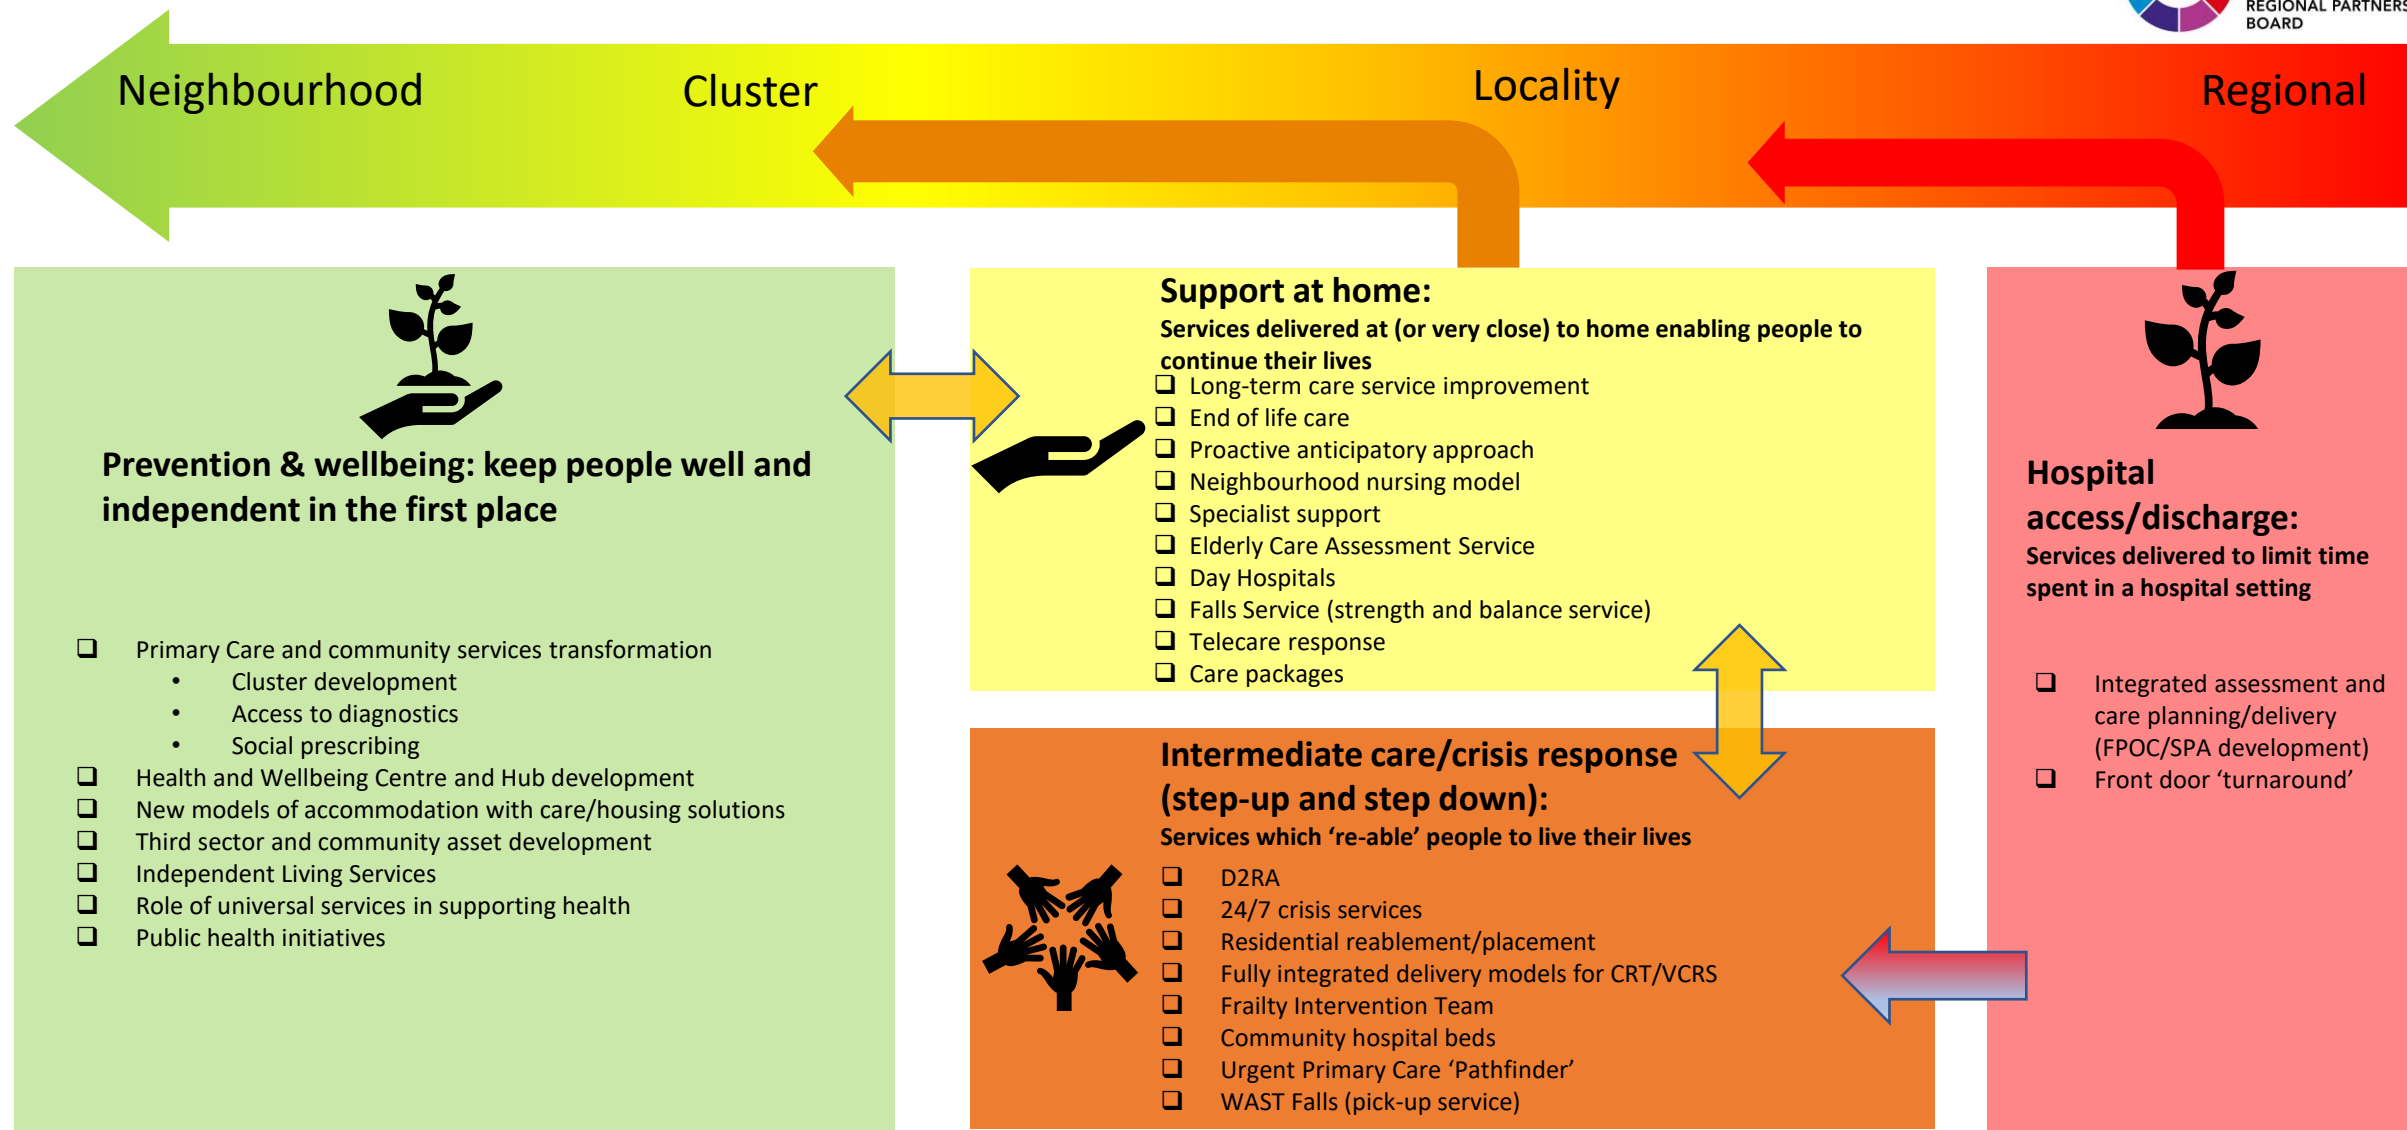 REGIONAL PARTNERS
BOARD
Neighbourhood
Cluster
Locality
Regional
Prevention & wellbeing: keep people well and
independent in the first place
❑ Primary Care and community services transformation
• Cluster development
• Access to diagnostics
• Social prescribing
❑ Health and Wellbeing Centre and Hub development
❑ New models of accommodation with care/housing solutions
❑ Third sector and community asset development
❑ Independent Living Services
❑ Role of universal services in supporting health
❑ Public health initiatives
Support at home:
Services delivered at (or very close) to home enabling people to
continue their lives
❑ Long-term care service improvement
❑ End of life care
❑ Proactive anticipatory approach
❑ Neighbourhood nursing model
❑ Specialist support
❑ Elderly Care Assessment Service
❑ Day Hospitals
❑ Falls Service (strength and balance service)
❑ Telecare response
❑ Care packages
Intermediate care/crisis response
(step-up and step down):
Services which ‘re-able’ people to live their lives
❑ D2RA
❑ 24/7 crisis services
❑ Residential reablement/placement
❑ Fully integrated delivery models for CRT/VCRS
❑ Frailty Intervention Team
❑ Community hospital beds
❑ Urgent Primary Care ‘Pathfinder’
❑ WAST Falls (pick-up service)
Hospital
access/discharge:
Services delivered to limit time
spent in a hospital setting
❑ Integrated assessment and
care planning/delivery
(FPOC/SPA development)
❑ Front door ‘turnaround’